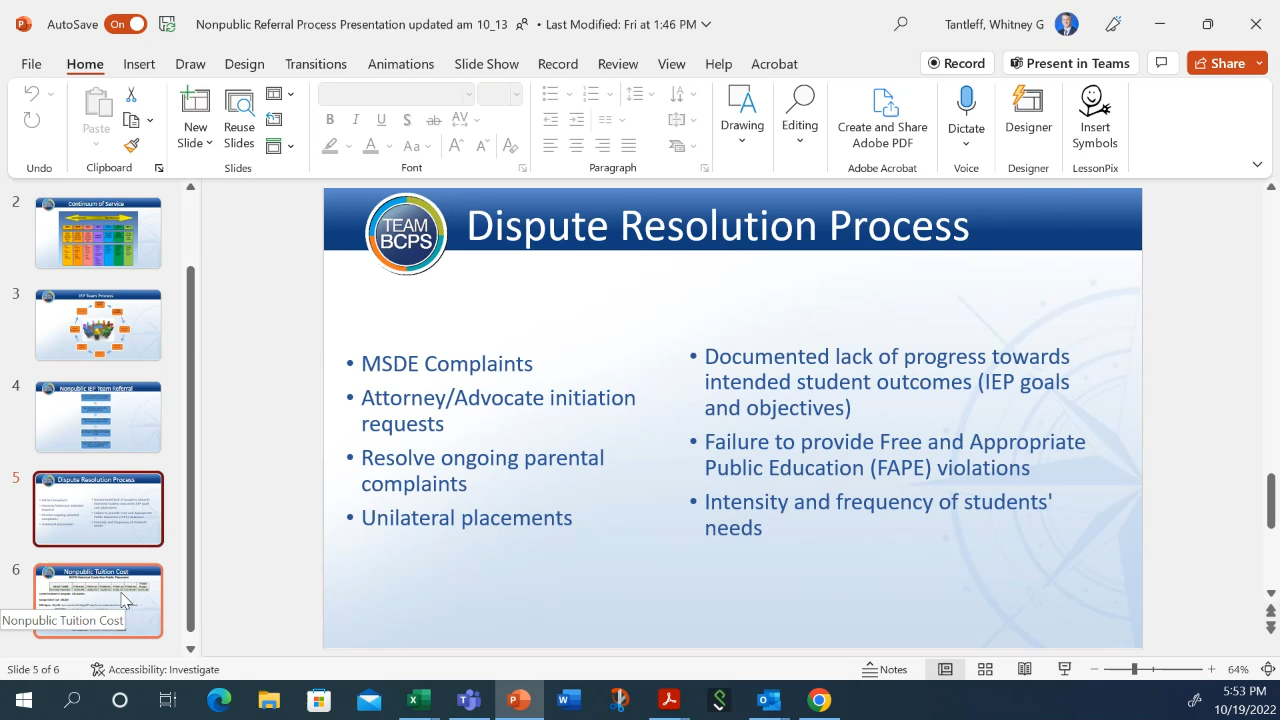 AutoSave On Nonpublic Referral Process Presentation updated am 10_13 • Last Modified: Fri at 1:46 PM Tantleff, Whitney G
File Home Insert Draw Design Transitions Animations Slide Show Record Review View Help Acrobat Record Present in Teams Share
Paste New Slide Reuse Slides B I U S ab AV Aa A A Drawing Editing Create and Share Adobe PDF Dictate Designer Insert Symbols
Undo Clipboard Slides Font Paragraph Adobe Acrobat Voice Designer LessonPix
2
Continuum of Service
3
IEP Team Process
4
Nonpublic IEP Team Referral
5
Dispute Resolution Process
6
Nonpublic Tuition Cost
Nonpublic Tuition Cost
TEAM
BCPS
Dispute Resolution Process
• MSDE Complaints
• Attorney/Advocate initiation
requests
• Resolve ongoing parental
complaints
• Unilateral placements
• Documented lack of progress towards
intended student outcomes (IEP goals
and objectives)
• Failure to provide Free and Appropriate
Public Education (FAPE) violations
• Intensity and frequency of students'
needs
Slide 5 of 6 Accessibility: Investigate Notes 64%
5:53 PM
10/19/2022